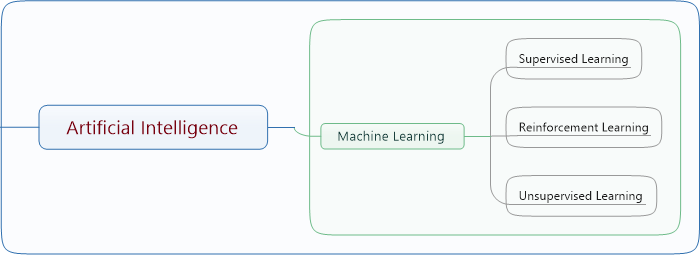 Artificial Intelligence
Machine Learning
Supervised Learning
Reinforcement Learning
Unsupervised Learning